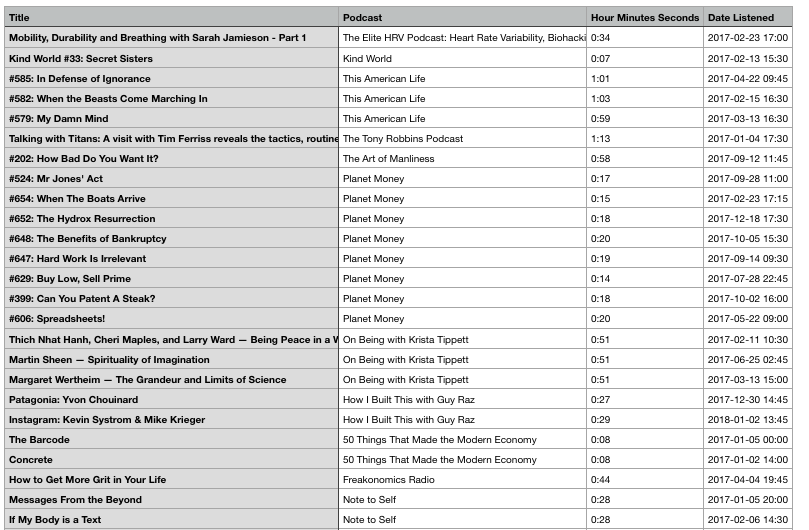 Title Podcast Hour Minutes Seconds Date Listened
Mobility, Durability and Breathing with Sarah Jamieson - Part 1 The Elite HRV Podcast: Heart Rate Variability, Biohacki 0:34 2017-02-23 17:00
Kind World #33: Secret Sisters Kind World 0:07 2017-02-13 15:30
#585: In Defense of Ignorance This American Life 1:01 2017-04-22 09:45
#582: When the Beasts Come Marching In This American Life 1:03 2017-02-15 16:30
#579: My Damn Mind This American Life 0:59 2017-03-13 16:30
Talking with Titans: A visit with Tim Ferriss reveals the tactics, routine The Tony Robbins Podcast 1:13 2017-01-04 17:30
#202: How Bad Do You Want It? The Art of Manliness 0:58 2017-09-12 11:45
#524: Mr Jones' Act Planet Money 0:17 2017-09-28 11:00
#654: When The Boats Arrive Planet Money 0:15 2017-02-23 17:15
#652: The Hydrox Resurrection Planet Money 0:18 2017-12-18 17:30
#648: The Benefits of Bankruptcy Planet Money 0:20 2017-10-05 15:30
#647: Hard Work Is Irrelevant Planet Money 0:19 2017-09-14 09:30
#629: Buy Low, Sell Prime Planet Money 0:14 2017-07-28 22:45
#399: Can You Patent A Steak? Planet Money 0:18 2017-10-02 16:00
#606: Spreadsheets! Planet Money 0:20 2017-05-22 09:00
Thich Nhat Hanh, Cheri Maples, and Larry Ward — Being Peace in a W On Being with Krista Tippett 0:51 2017-02-11 10:30
Martin Sheen — Spirituality of Imagination On Being with Krista Tippett 0:51 2017-06-25 02:45
Margaret Wertheim — The Grandeur and Limits of Science On Being with Krista Tippett 0:51 2017-03-13 15:00
Patagonia: Yvon Chouinard How I Built This with Guy Raz 0:27 2017-12-30 14:45
Instagram: Kevin Systrom & Mike Krieger How I Built This with Guy Raz 0:29 2018-01-02 13:45
The Barcode 50 Things That Made the Modern Economy 0:08 2017-01-05 00:00
Concrete 50 Things That Made the Modern Economy 0:08 2017-01-02 14:00
How to Get More Grit in Your Life Freakonomics Radio 0:44 2017-04-04 19:45
Messages From the Beyond Note to Self 0:28 2017-01-05 20:00
If My Body is a Text Note to Self 0:28 2017-02-06 14:30